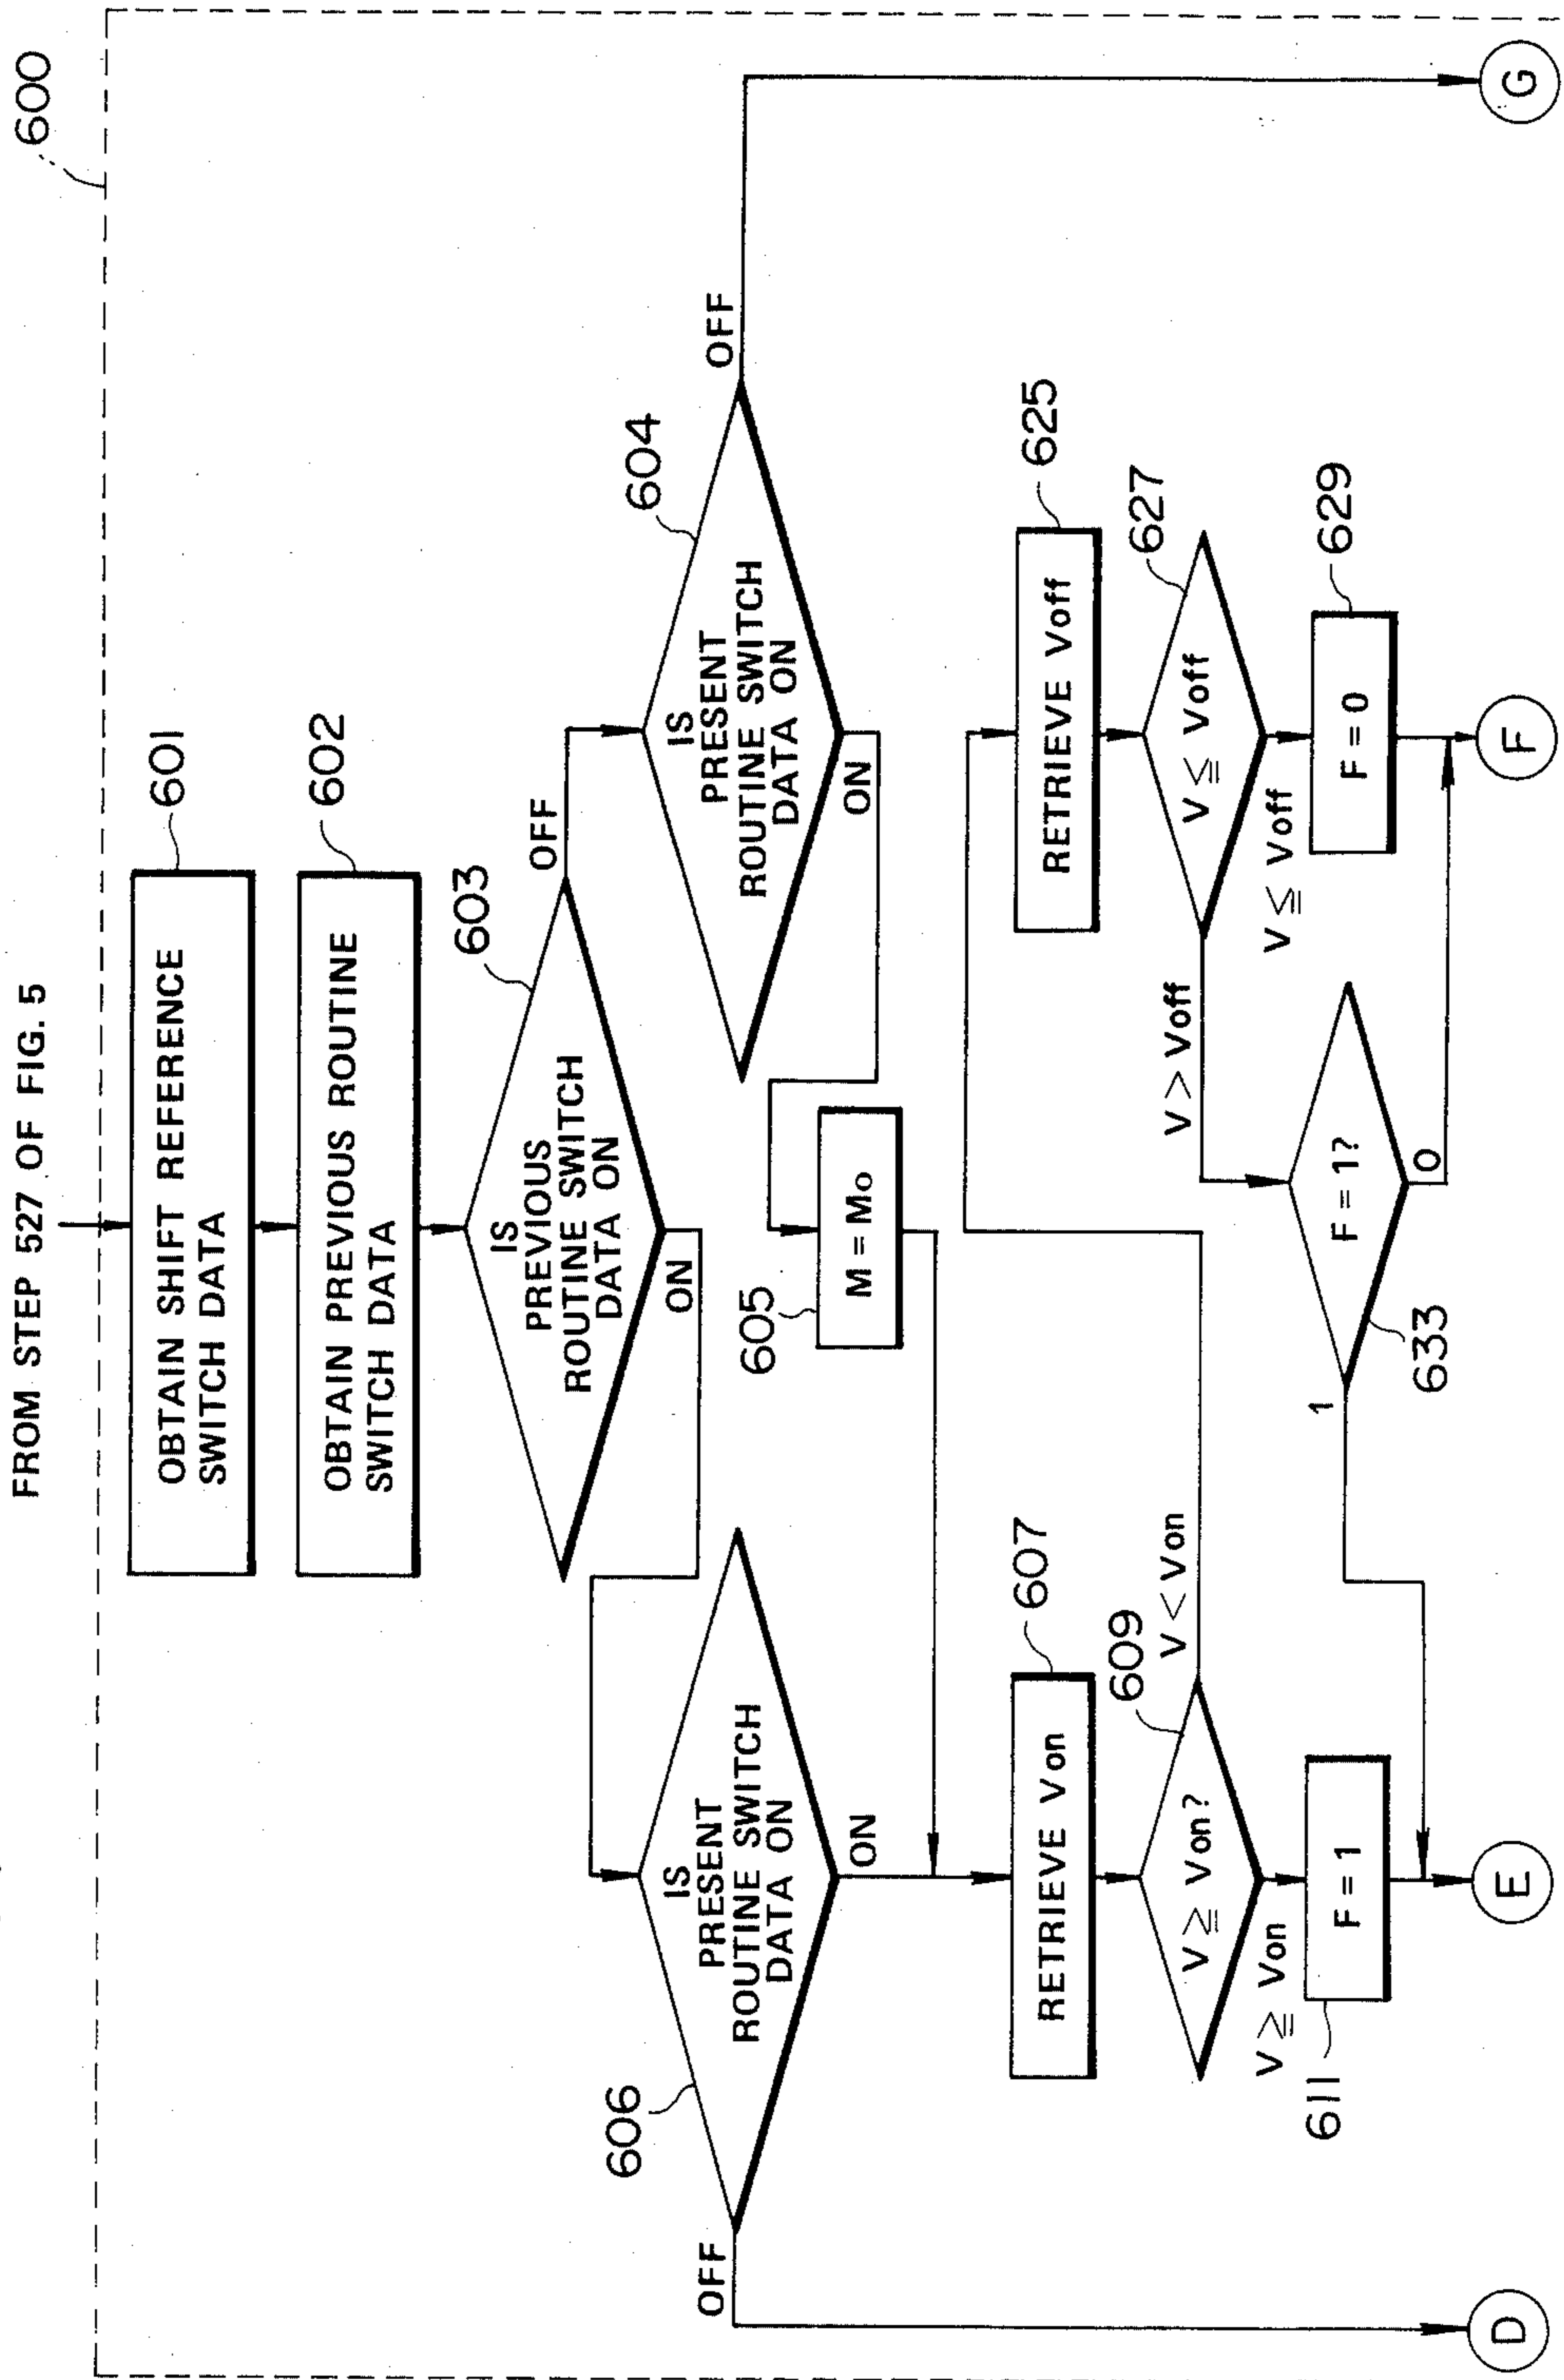 FROM STEP 527 OF FIG. 5
600
OBTAIN SHIFT REFERENCE
SWITCH DATA
601
OBTAIN PREVIOUS ROUTINE
SWITCH DATA
602
603
IS
PREVIOUS
ROUTINE SWITCH
DATA ON
OFF
ON
604
IS
PRESENT
ROUTINE SWITCH
DATA ON
OFF
ON
606
IS
PRESENT
ROUTINE SWITCH
DATA ON
OFF
ON
605
M = Mo
RETRIEVE Von
607
609
V ≧ Von?
V < Von
V ≧ Von
611
F = 1
RETRIEVE Voff
625
627
V ≦ Voff
V > Voff
V ≦ Voff
629
F = 0
F = 1?
1
0
633
D
E
F
G